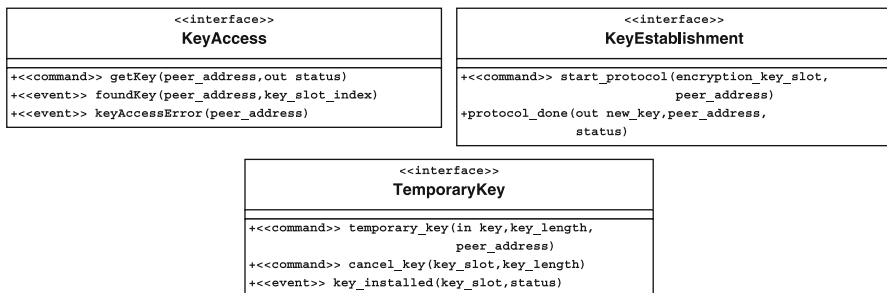 <<interface>>
KeyAccess
+<<command>> getKey(peer_address,out status)
+<<event>> foundKey(peer_address,key_slot_index)
+<<event>> keyAccessError(peer_address)
<<interface>>
KeyEstablishment
+<<command>> start_protocol(encryption_key_slot,
peer_address)
+protocol_done(out new_key,peer_address,
status)
<<interface>>
TemporaryKey
+<<command>> temporary_key(in key,key_length,
peer_address)
+<<command>> cancel_key(key_slot,key_length)
+<<event>> key_installed(key_slot,status)